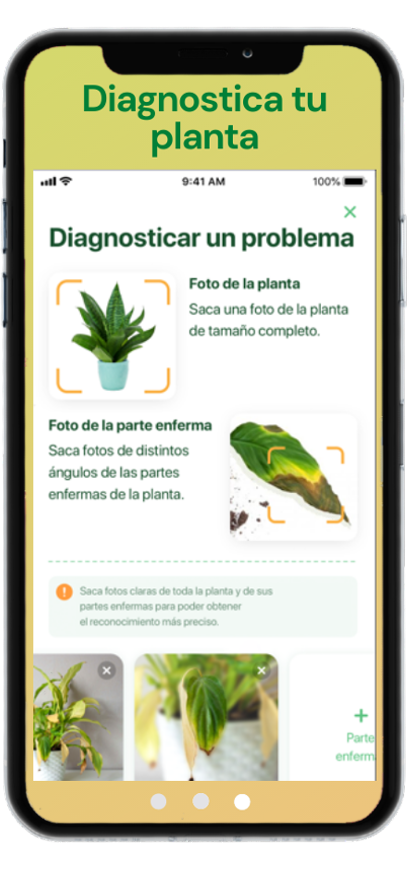 Diagnostica tu
planta
9:41 AM
100%
Diagnosticar un problema
Foto de la planta
Saca una foto de la planta
de tamaño completo.
Foto de la parte enferma
Saca fotos de distintos
ángulos de las partes
enfermas de la planta.
Saca fotos claras de toda la planta y de sus
partes enfermas para poder obtener
el reconocimiento más preciso.
Parte
enferm